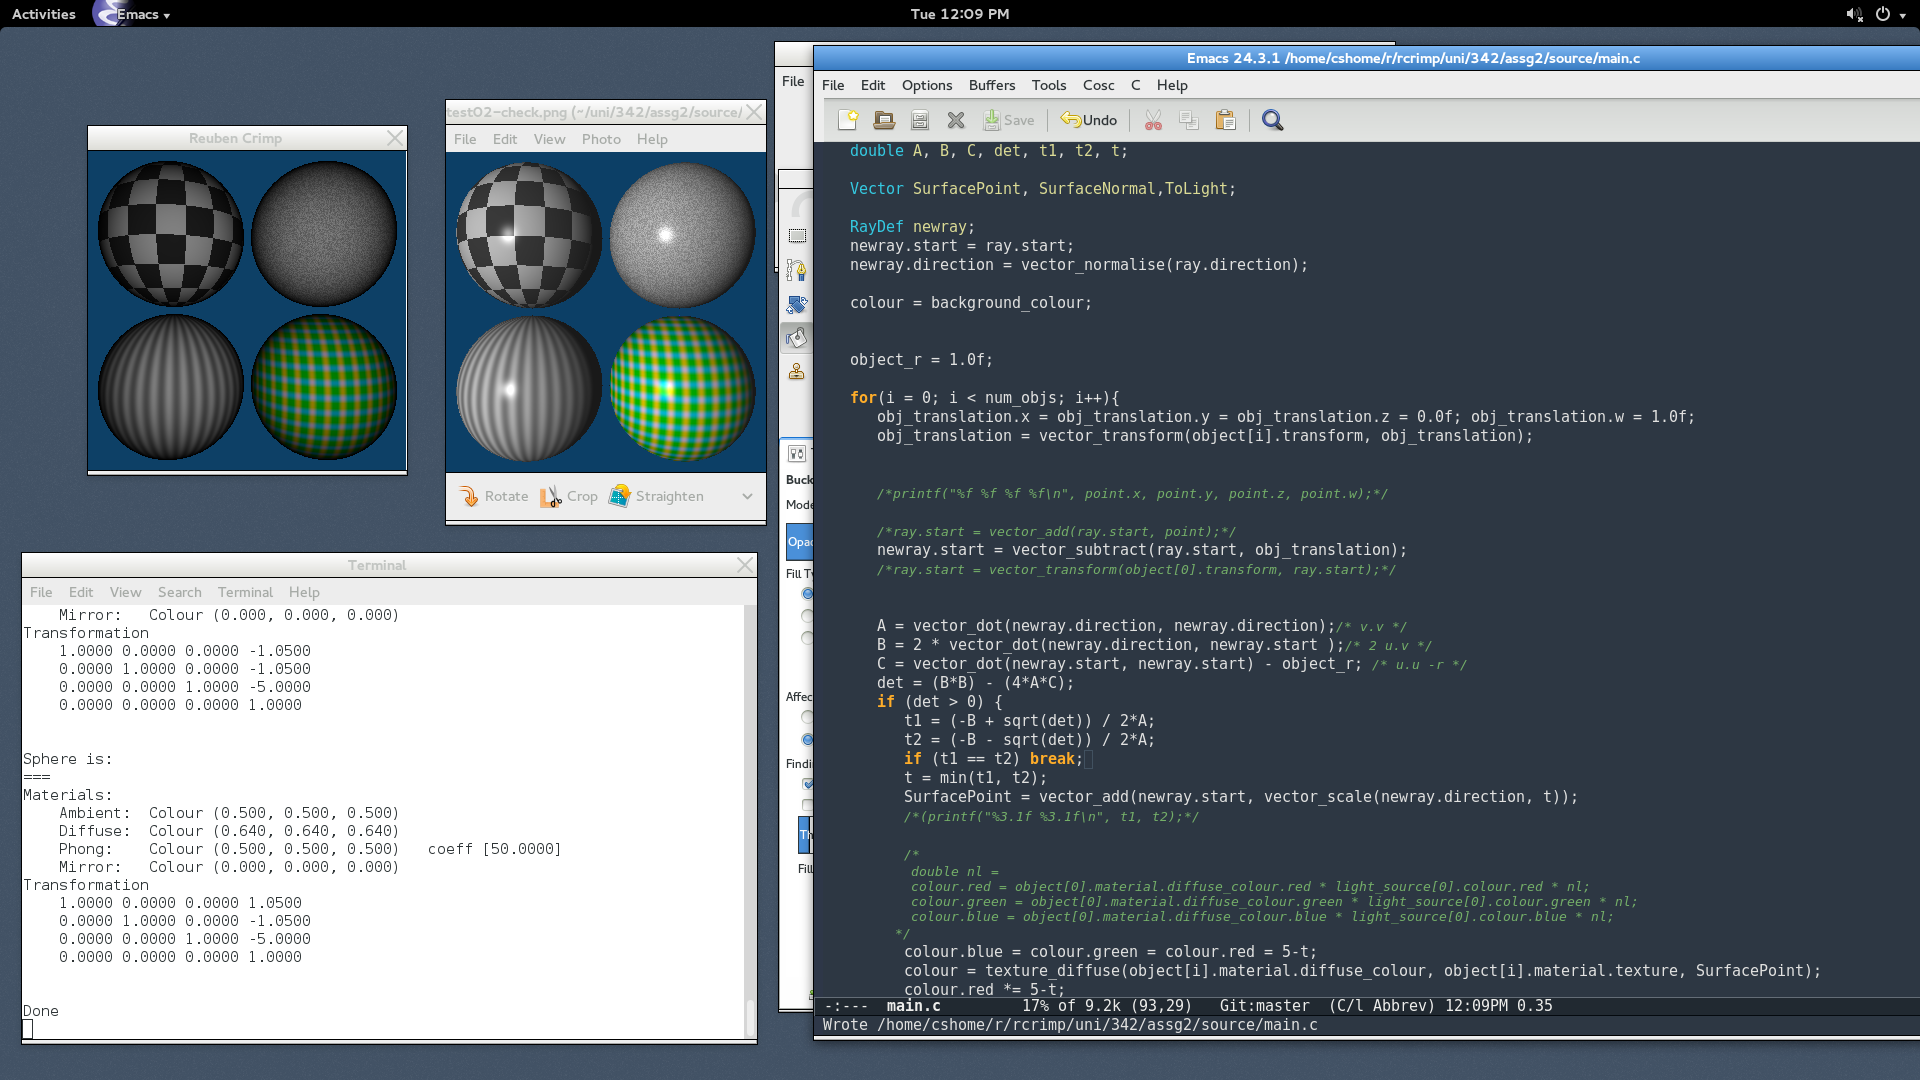 Activities
Emacs
Tue 12:09 PM
Reuben Crimp
test02-check.png (~/uni/342/assg2/source/
File Edit View Photo Help
Rotate Crop Straighten
Terminal
File Edit View Search Terminal Help
    Mirror:   Colour (0.000, 0.000, 0.000)
Transformation
    1.0000 0.0000 0.0000 -1.0500
    0.0000 1.0000 0.0000 -1.0500
    0.0000 0.0000 1.0000 -5.0000
    0.0000 0.0000 0.0000 1.0000
Sphere is:
===
Materials:
    Ambient:  Colour (0.500, 0.500, 0.500)
    Diffuse:  Colour (0.640, 0.640, 0.640)
    Phong:    Colour (0.500, 0.500, 0.500)   coeff [50.0000]
    Mirror:   Colour (0.000, 0.000, 0.000)
Transformation
    1.0000 0.0000 0.0000 1.0500
    0.0000 1.0000 0.0000 -1.0500
    0.0000 0.0000 1.0000 -5.0000
    0.0000 0.0000 0.0000 1.0000
Done
File
Buck
Mode
Opac
Fill Ty
Affec
Findi
Th
Fill
Emacs 24.3.1 /home/cshome/r/rcrimp/uni/342/assg2/source/main.c
File Edit Options Buffers Tools Cosc C Help
Save Undo
double A, B, C, det, t1, t2, t;
Vector SurfacePoint, SurfaceNormal,ToLight;
RayDef newray;
newray.start = ray.start;
newray.direction = vector_normalise(ray.direction);
colour = background_colour;
object_r = 1.0f;
for(i = 0; i < num_objs; i++){
   obj_translation.x = obj_translation.y = obj_translation.z = 0.0f; obj_translation.w = 1.0f;
   obj_translation = vector_transform(object[i].transform, obj_translation);
   /*printf("%f %f %f %f\n", point.x, point.y, point.z, point.w);*/
   /*ray.start = vector_add(ray.start, point);*/
   newray.start = vector_subtract(ray.start, obj_translation);
   /*ray.start = vector_transform(object[0].transform, ray.start);*/
   A = vector_dot(newray.direction, newray.direction);/* v.v */
   B = 2 * vector_dot(newray.direction, newray.start );/* 2 u.v */
   C = vector_dot(newray.start, newray.start) - object_r; /* u.u -r */
   det = (B*B) - (4*A*C);
   if (det > 0) {
      t1 = (-B + sqrt(det)) / 2*A;
      t2 = (-B - sqrt(det)) / 2*A;
      if (t1 == t2) break;
      t = min(t1, t2);
      SurfacePoint = vector_add(newray.start, vector_scale(newray.direction, t));
      /*(printf("%3.1f %3.1f\n", t1, t2);*/
      /*
       double nl =
       colour.red = object[0].material.diffuse_colour.red * light_source[0].colour.red * nl;
       colour.green = object[0].material.diffuse_colour.green * light_source[0].colour.green * nl;
       colour.blue = object[0].material.diffuse_colour.blue * light_source[0].colour.blue * nl;
     */
      colour.blue = colour.green = colour.red = 5-t;
      colour = texture_diffuse(object[i].material.diffuse_colour, object[i].material.texture, SurfacePoint);
      colour.red *= 5-t;
-:---  main.c         17% of 9.2k (93,29)   Git:master  (C/l Abbrev) 12:09PM 0.35
Wrote /home/cshome/r/rcrimp/uni/342/assg2/source/main.c